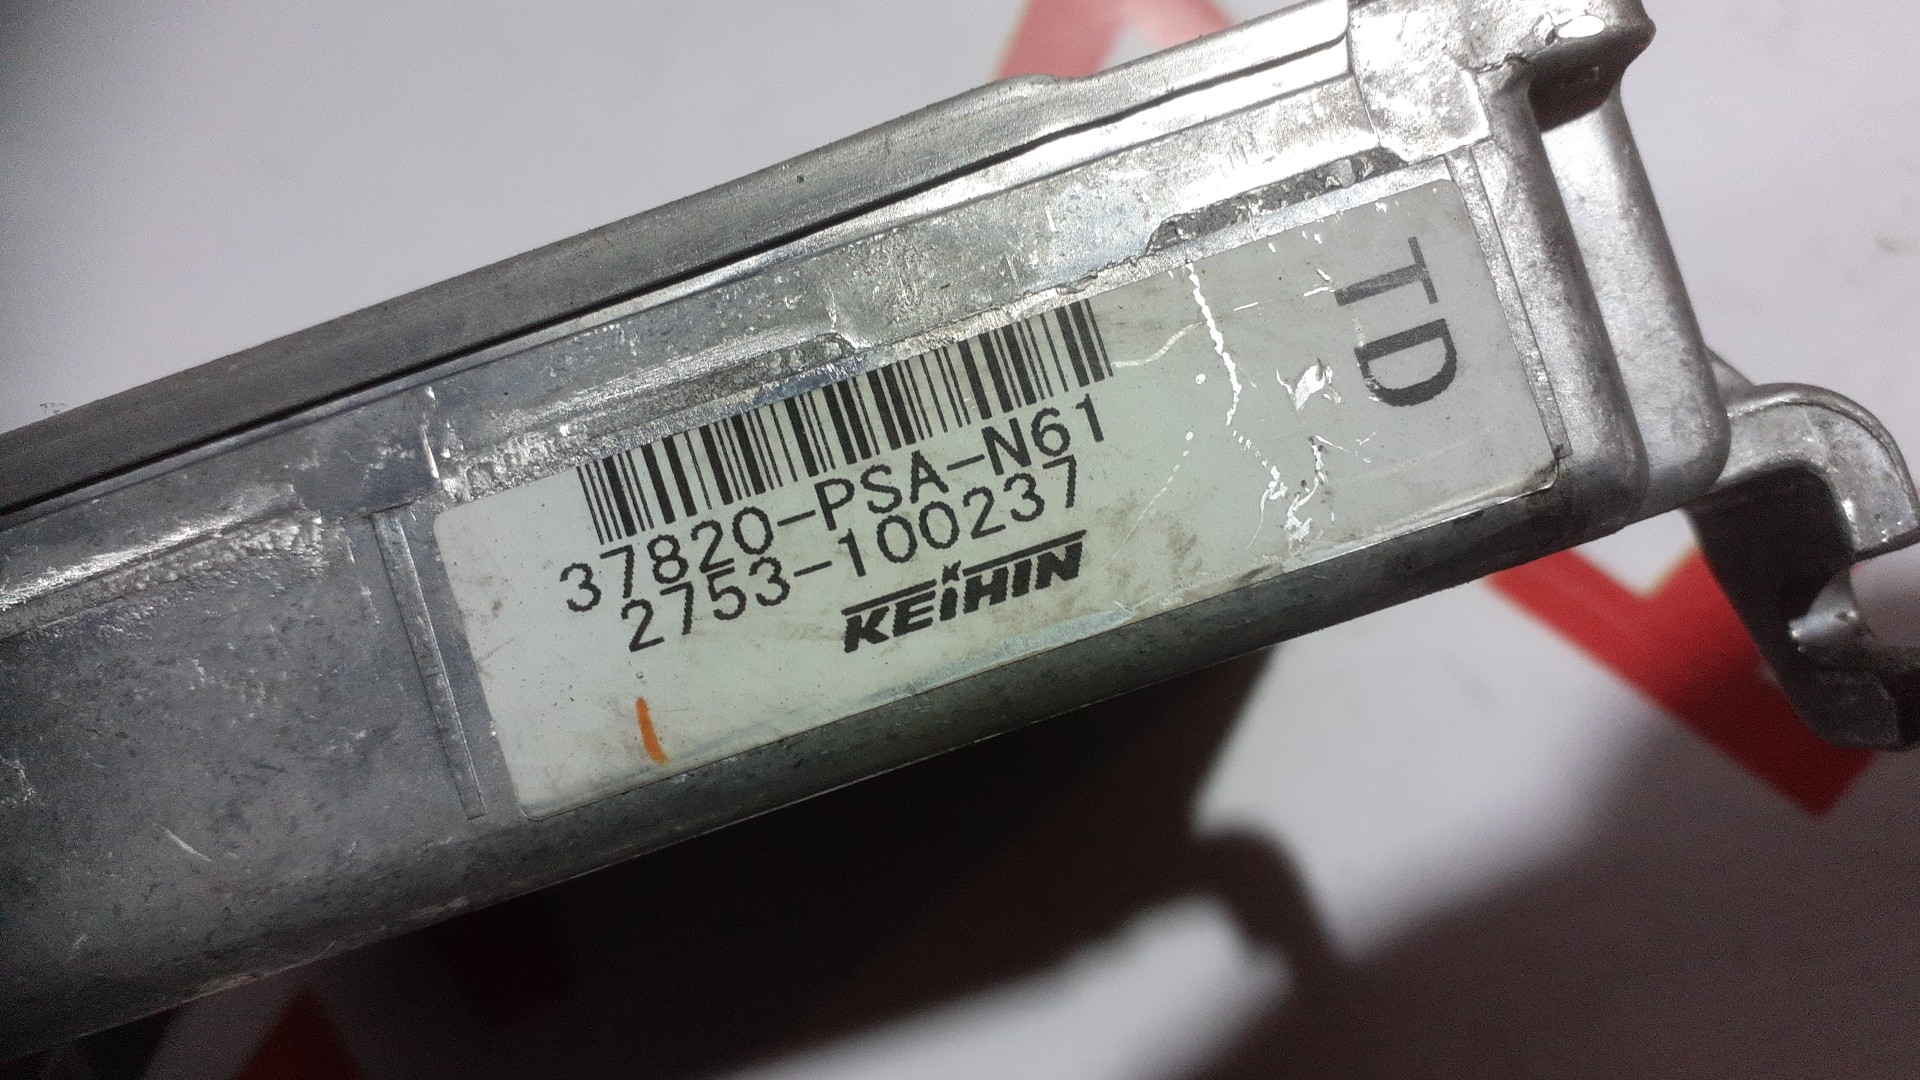 37820-PSA-N61
2753-100237
KEIHIN
TD